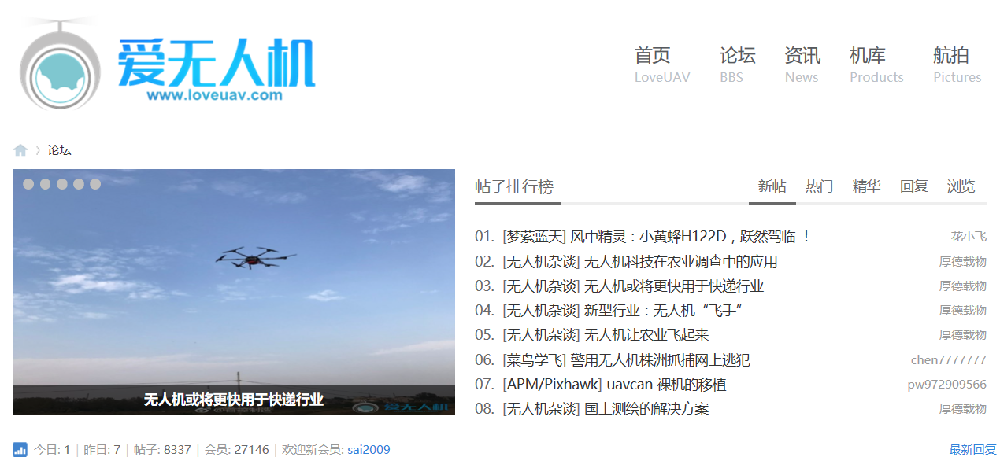 爱无人机
www.loveuav.com
首页 论坛 资讯 机库 航拍
LoveUAV BBS News Products Pictures
论坛
帖子排行榜 新帖 热门 精华 回复 浏览
01. [梦萦蓝天] 风中精灵：小黄蜂H122D，跃然驾临 ！ 花小飞
02. [无人机杂谈] 无人机科技在农业调查中的应用 厚德载物
03. [无人机杂谈] 无人机或将更快用于快递行业 厚德载物
04. [无人机杂谈] 新型行业：无人机“飞手” 厚德载物
05. [无人机杂谈] 无人机让农业飞起来 厚德载物
06. [菜鸟学飞] 警用无人机株洲抓捕网上逃犯 chen7777777
07. [APM/Pixhawk] uavcan 裸机的移植 pw972909566
08. [无人机杂谈] 国土测绘的解决方案 厚德载物
无人机或将更快用于快递行业
爱无人机
今日: 1 | 昨日: 7 | 帖子: 8337 | 会员: 27146 | 欢迎新会员: sai2009 最新回复